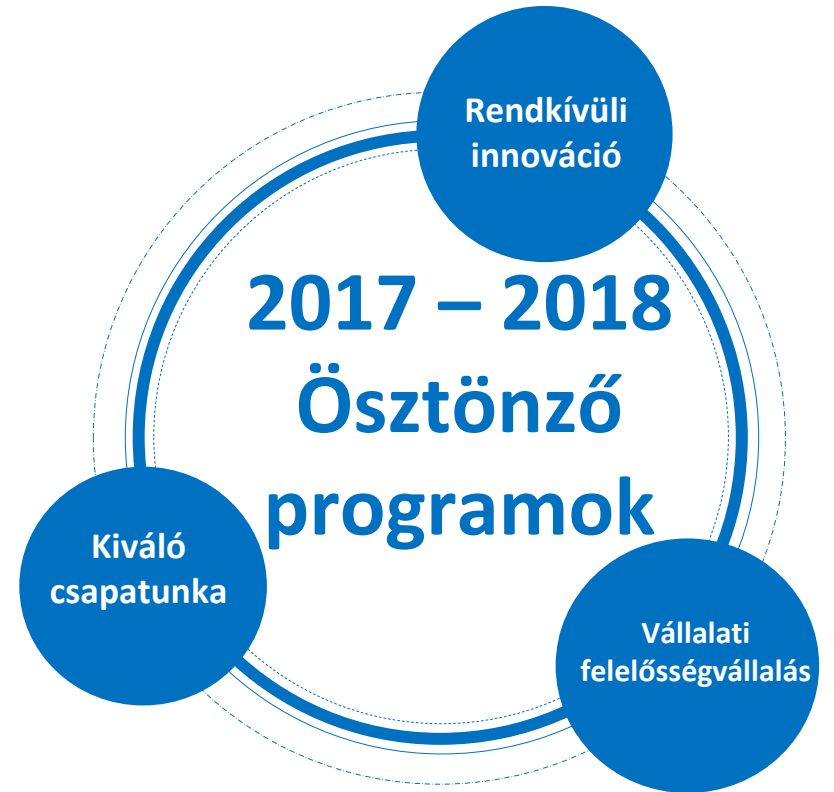 Rendkívüli
innováció
2017 – 2018
Ösztönző
programok
Kiváló
csapatunka
Vállalati
felelősségvállalás